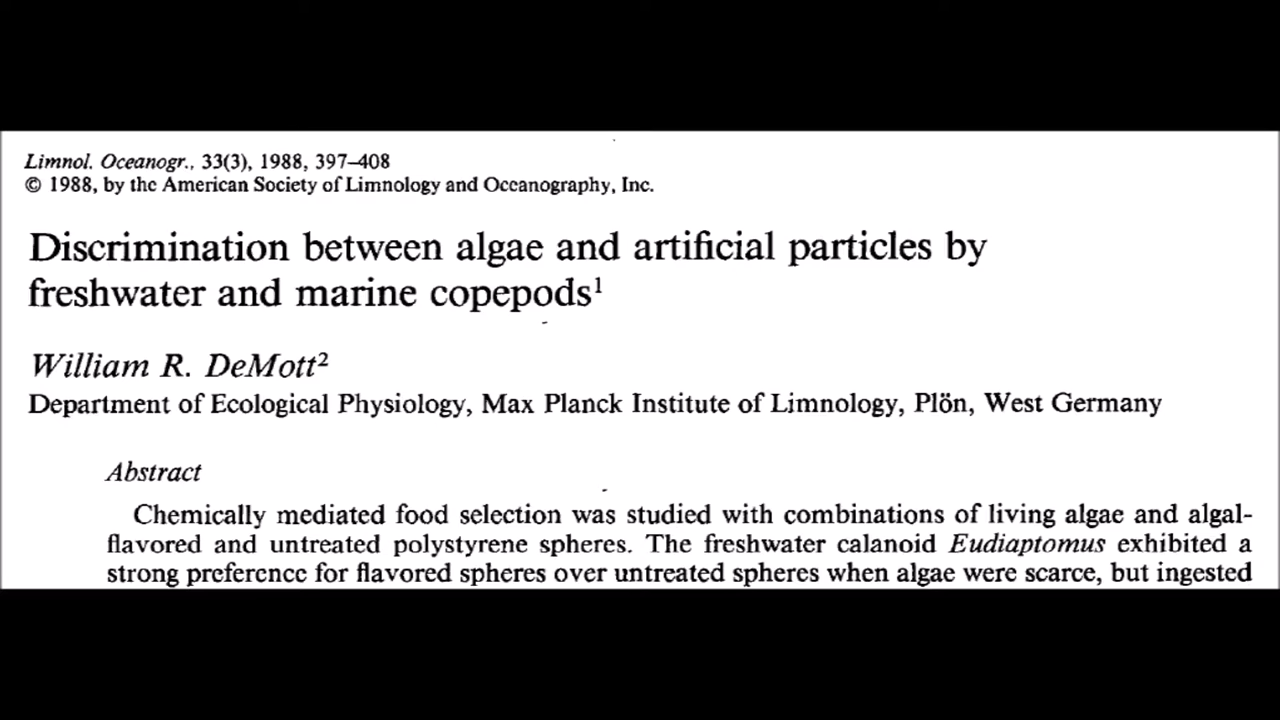 Limnol. Oceanogr., 33(3), 1988, 397–408
© 1988, by the American Society of Limnology and Oceanography, Inc.
Discrimination between algae and artificial particles by
freshwater and marine copepods¹
William R. DeMott²
Department of Ecological Physiology, Max Planck Institute of Limnology, Plön, West Germany
Abstract
Chemically mediated food selection was studied with combinations of living algae and algal-
flavored and untreated polystyrene spheres. The freshwater calanoid Eudiaptomus exhibited a
strong preference for flavored spheres over untreated spheres when algae were scarce, but ingested